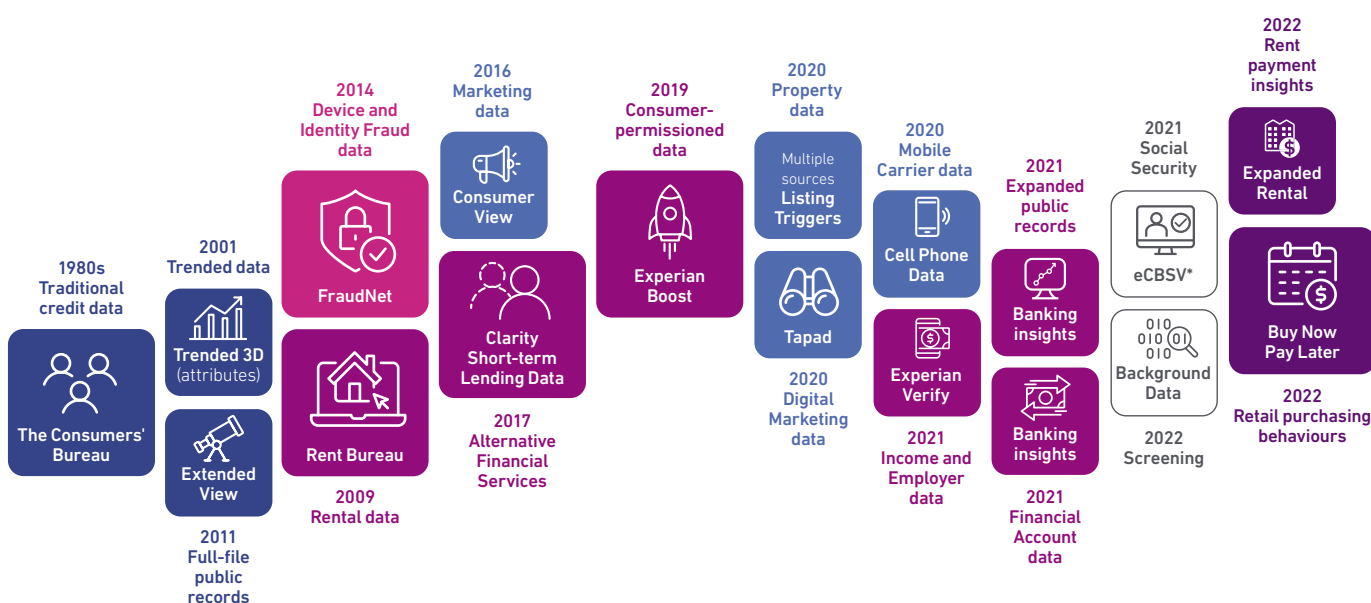 1980s
Traditional
credit data
The Consumers'
Bureau
2001
Trended data
Trended 3D
(attributes)
Extended
View
2011
Full-file
public
records
2014
Device and
Identity Fraud
data
FraudNet
Rent Bureau
2009
Rental data
2016
Marketing
data
Consumer
View
Clarity
Short-term
Lending Data
2017
Alternative
Financial
Services
2019
Consumer-
permissioned
data
Experian
Boost
2020
Property
data
Multiple
sources
Listing
Triggers
Tapad
2020
Digital
Marketing
data
2020
Mobile
Carrier data
Cell Phone
Data
Experian
Verify
2021
Income and
Employer
data
2021
Expanded
public
records
Banking
insights
Banking
insights
2021
Financial
Account
data
2021
Social
Security
eCBSV*
010
01001
010
Background
Data
2022
Screening
2022
Rent
payment
insights
$
Expanded
Rental
$
Buy Now
Pay Later
2022
Retail purchasing
behaviours